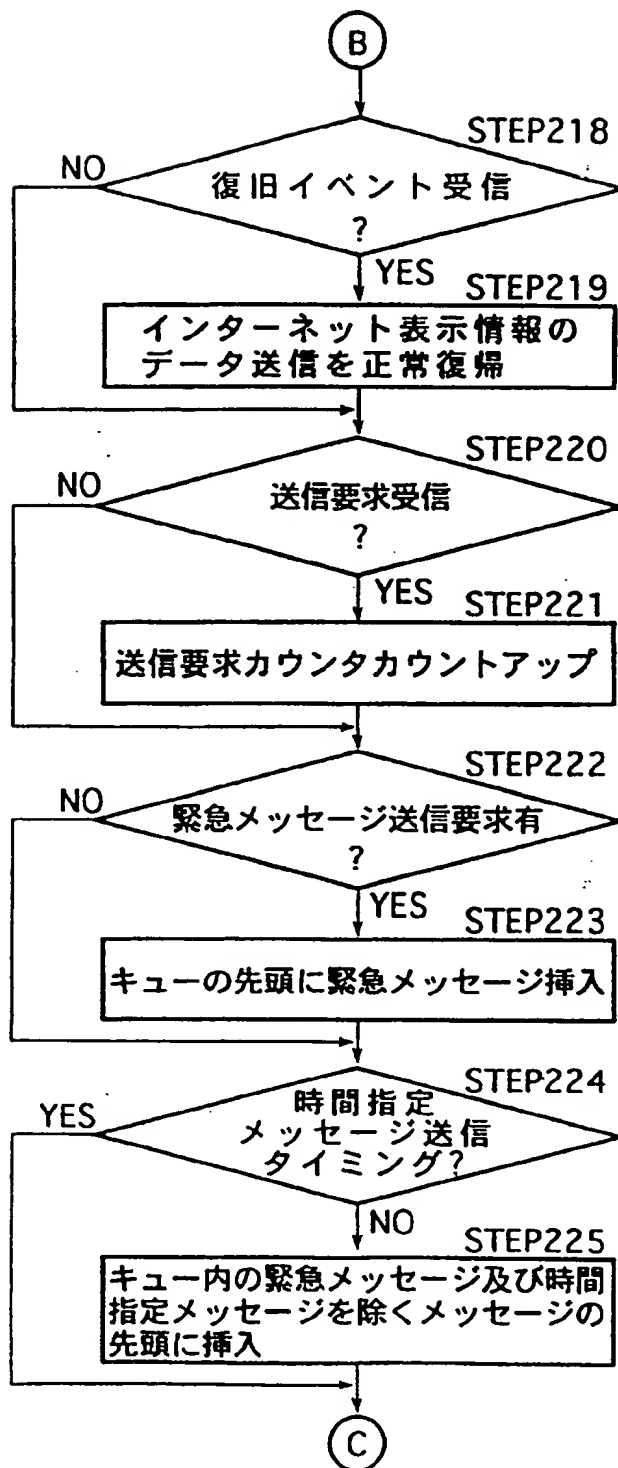 B
STEP218
NO
復旧イベント受信
?
YES
STEP219
インターネット表示情報の
データ送信を正常復帰
STEP220
NO
送信要求受信
?
YES
STEP221
送信要求カウンタカウントアップ
STEP222
NO
緊急メッセージ送信要求有
?
YES
STEP223
キューの先頭に緊急メッセージ挿入
STEP224
YES
時間指定
メッセージ送信
タイミング?
NO
STEP225
キュー内の緊急メッセージ及び時間
指定メッセージを除くメッセージの
先頭に挿入
C